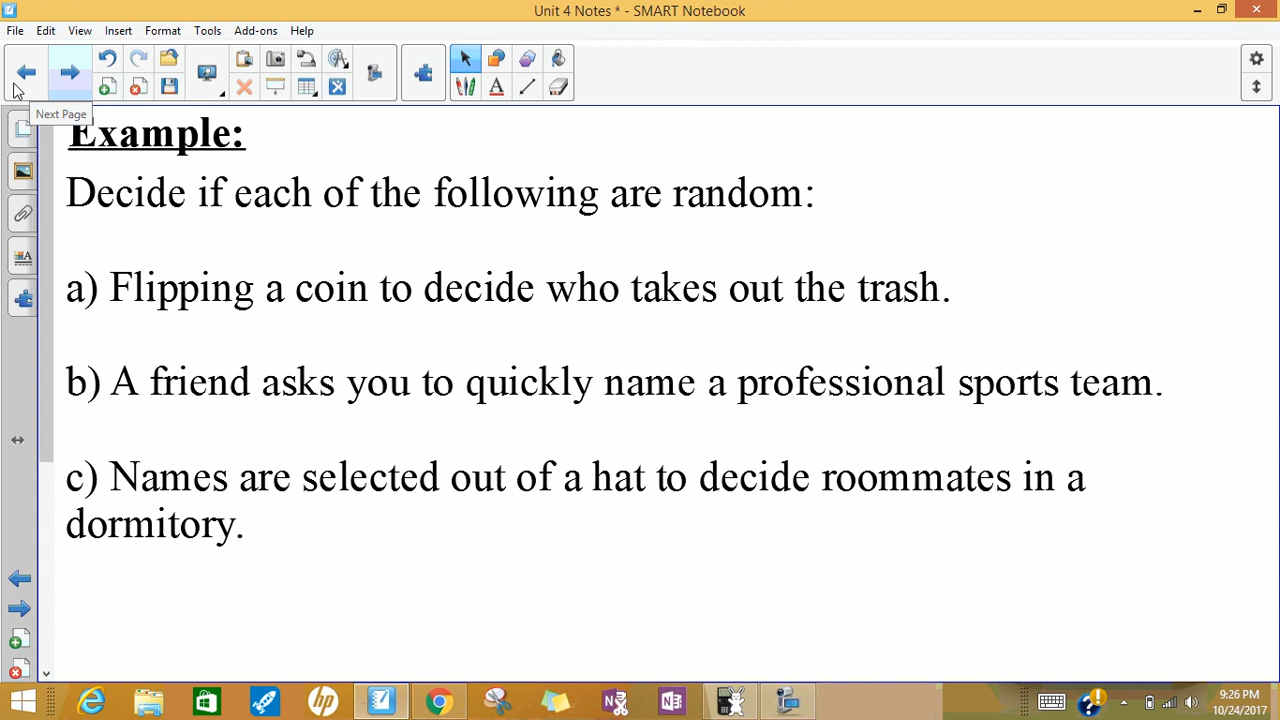 Unit 4 Notes * - SMART Notebook
File Edit View Insert Format Tools Add-ons Help
Next Page
Example:
Decide if each of the following are random:
a) Flipping a coin to decide who takes out the trash.
b) A friend asks you to quickly name a professional sports team.
c) Names are selected out of a hat to decide roommates in a
dormitory.
9:26 PM
10/24/2017